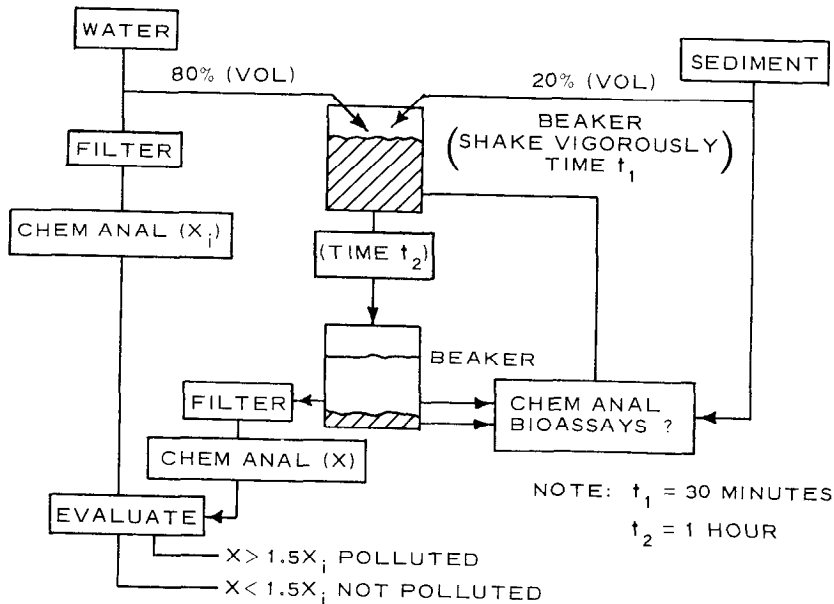 WATER
SEDIMENT
80% (VOL)
20% (VOL)
BEAKER
(SHAKE VIGOROUSLY)
TIME t₁
FILTER
CHEM ANAL (Xᵢ)
(TIME t₂)
BEAKER
FILTER
CHEM ANAL
BIOASSAYS ?
CHEM ANAL (X)
NOTE: t₁ = 30 MINUTES
t₂ = 1 HOUR
EVALUATE
X > 1.5Xᵢ POLLUTED
X < 1.5Xᵢ NOT POLLUTED